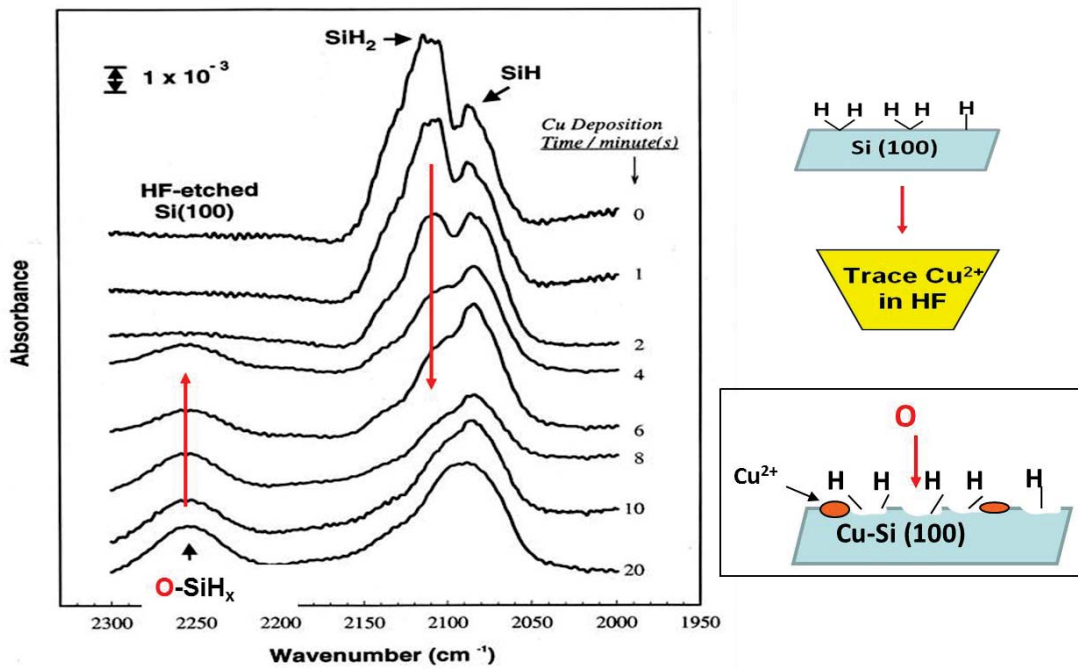 1 x 10⁻³
SiH₂
SiH
Cu Deposition
Time / minute(s)
HF-etched
Si(100)
0
1
2
4
6
8
10
20
O-SiHₓ
Absorbance
2300 2250 2200 2150 2100 2050 2000 1950
Wavenumber (cm ⁻¹)
H H H H H
Si (100)
Trace Cu²⁺
in HF
O
Cu²⁺
H H H H H
Cu-Si (100)